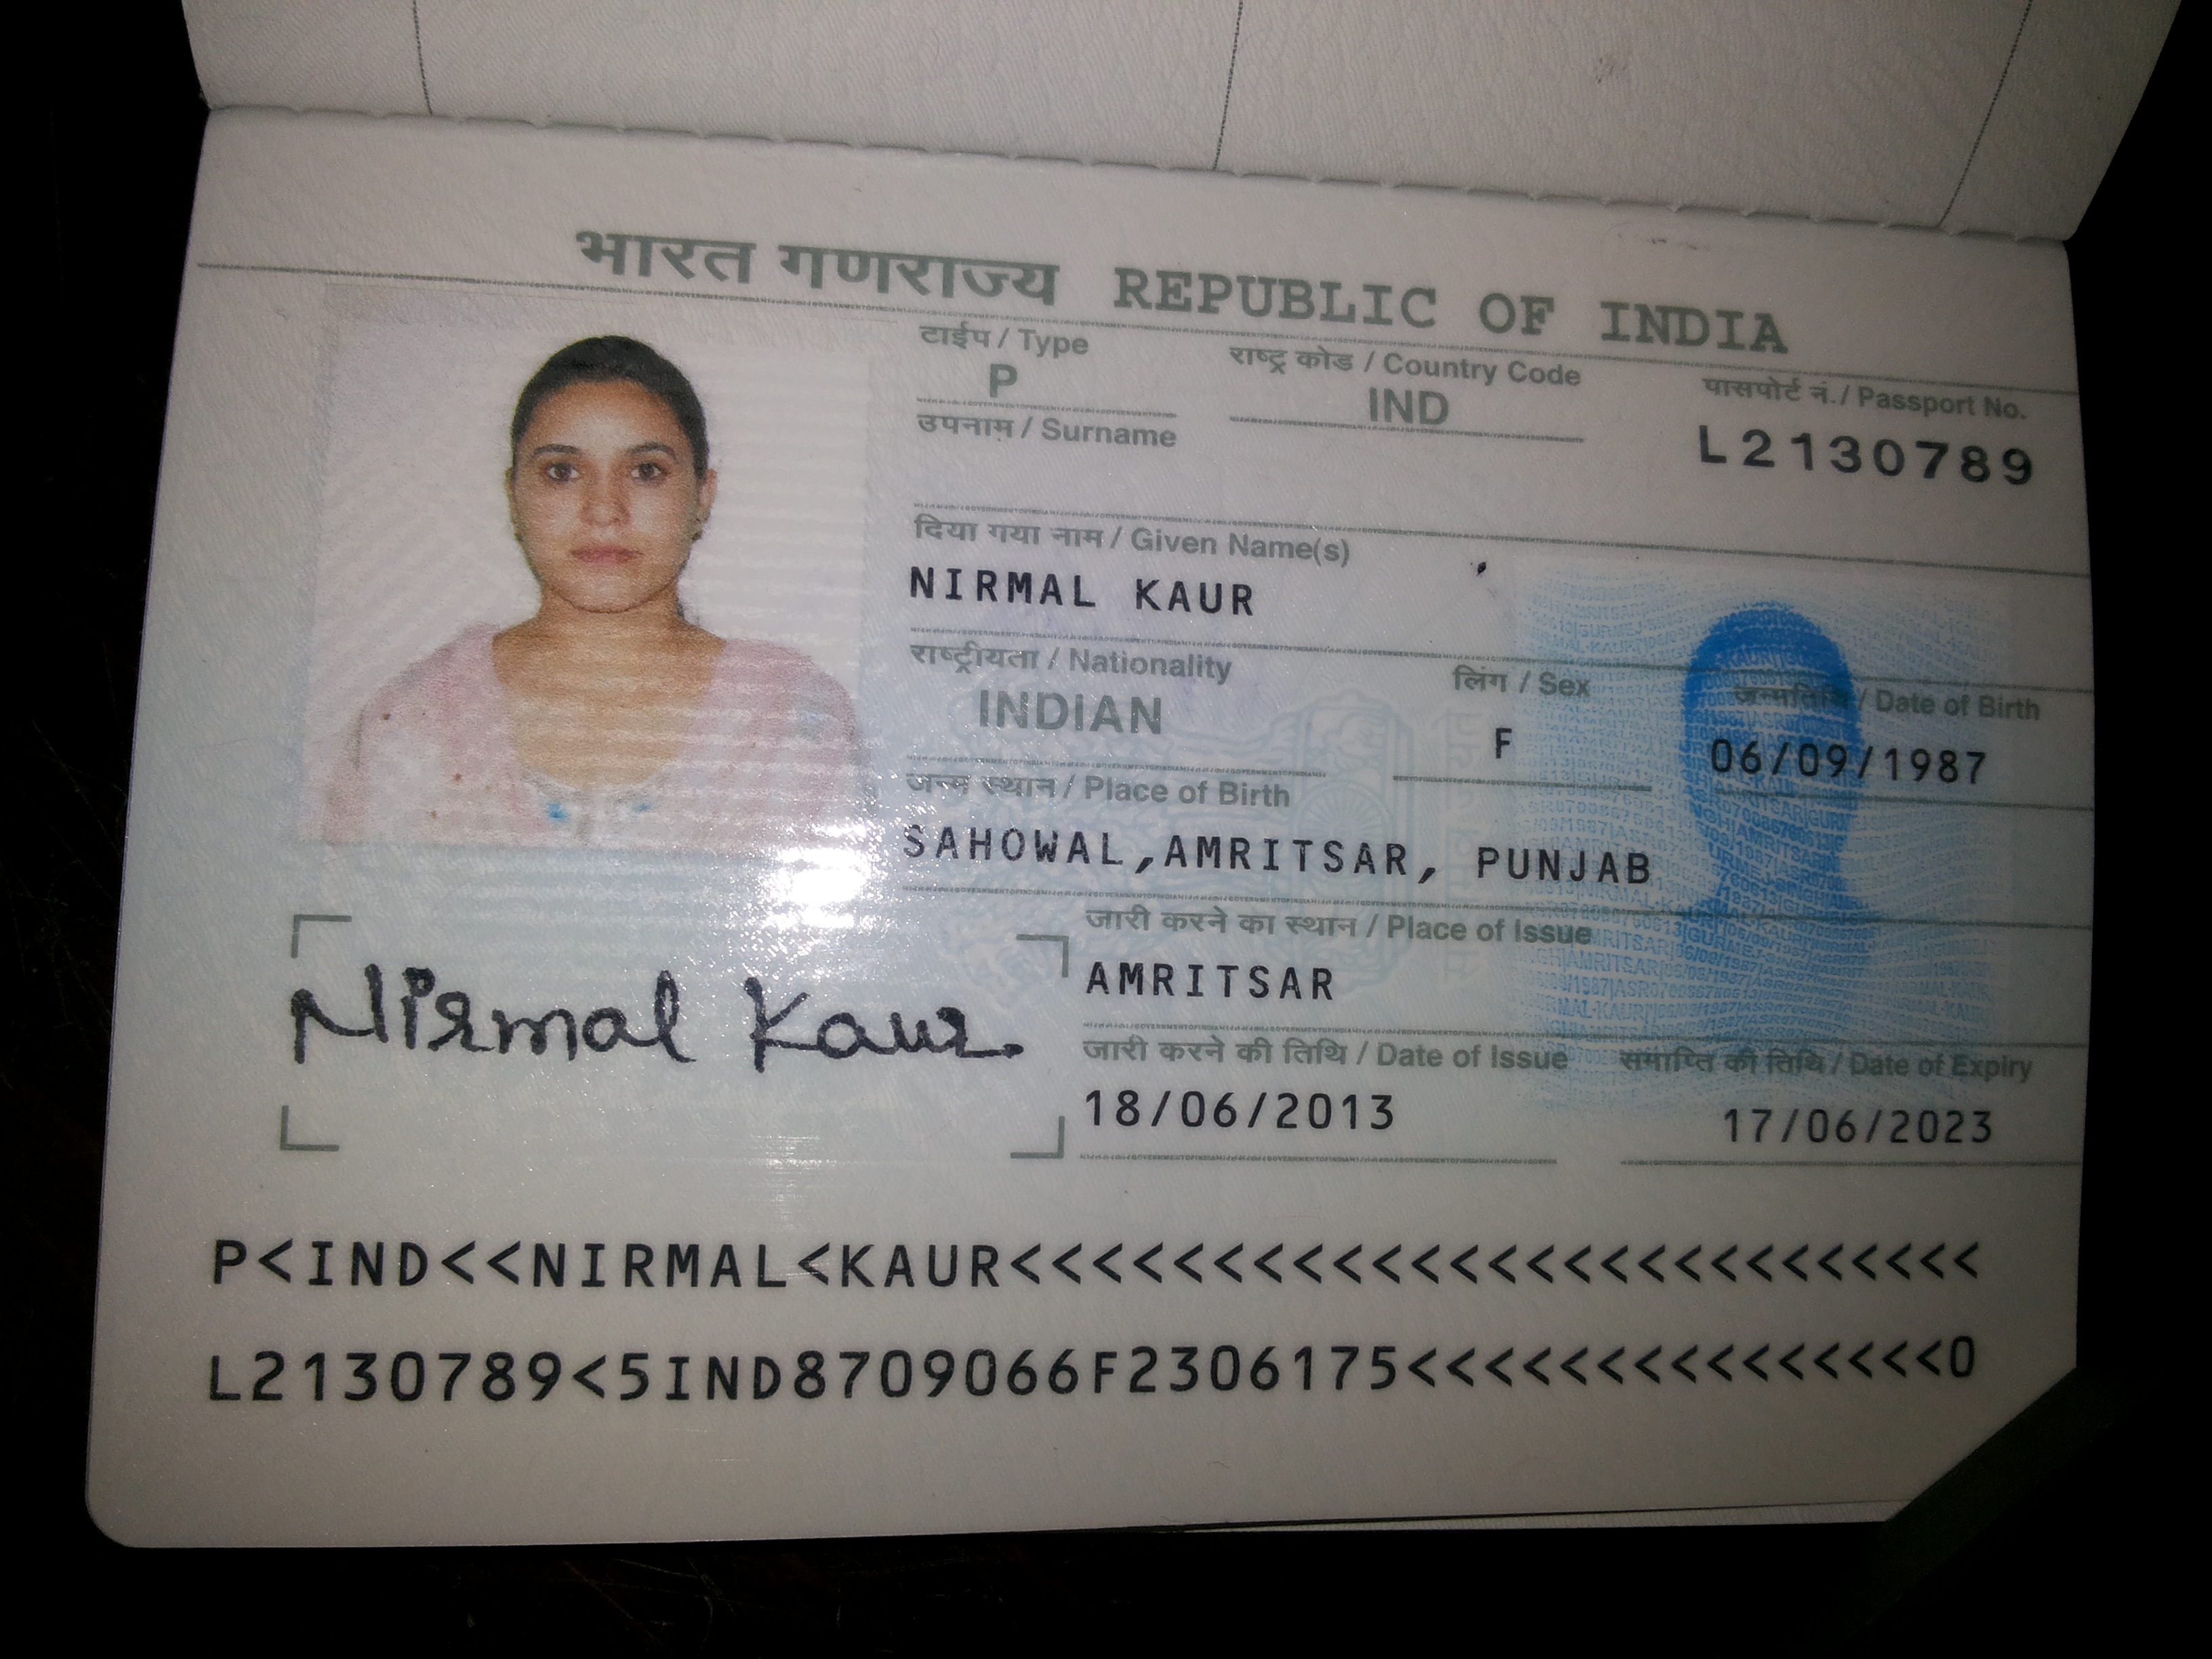 भारत गणराज्य REPUBLIC OF INDIA
टाईप / Type
राष्ट्र कोड / Country Code
पासपोर्ट नं. / Passport No.
P
IND
L2130789
उपनाम / Surname
दिया गया नाम / Given Name(s)
NIRMAL KAUR
राष्ट्रीयता / Nationality
लिंग / Sex
जन्मतिथि / Date of Birth
INDIAN
F
06/09/1987
जन्म स्थान / Place of Birth
SAHOWAL,AMRITSAR, PUNJAB
जारी करने का स्थान / Place of Issue
AMRITSAR
जारी करने की तिथि / Date of Issue
समाप्ति की तिथि / Date of Expiry
18/06/2013
17/06/2023
Nirmal Kaur.
P<IND<<NIRMAL<KAUR<<<<<<<<<<<<<<<<<<<<<<<<<<
L2130789<5IND8709066F2306175<<<<<<<<<<<<<<<0